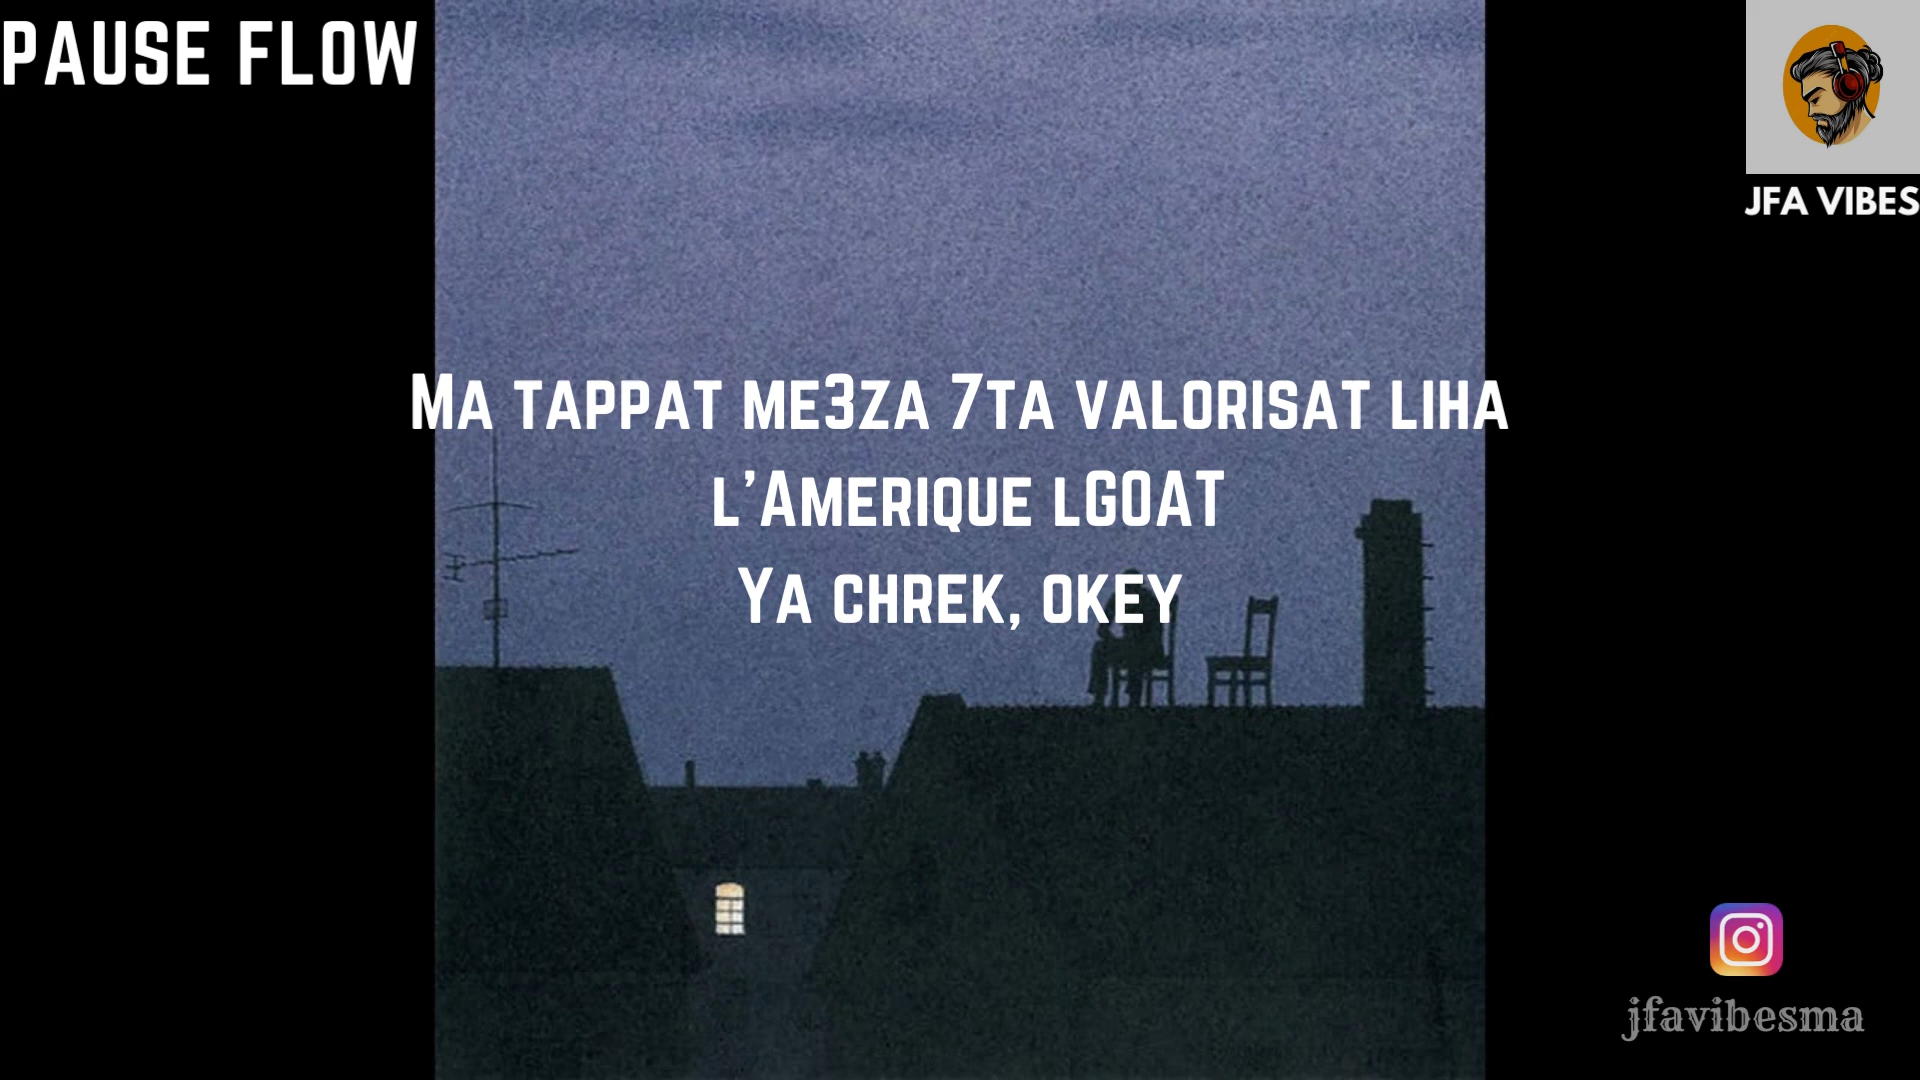 PAUSE FLOW
JFA VIBES
Ma tappat me3za 7ta valorisat liha
l'Amerique lGOAT
Ya chrek, okey
jfavibesma